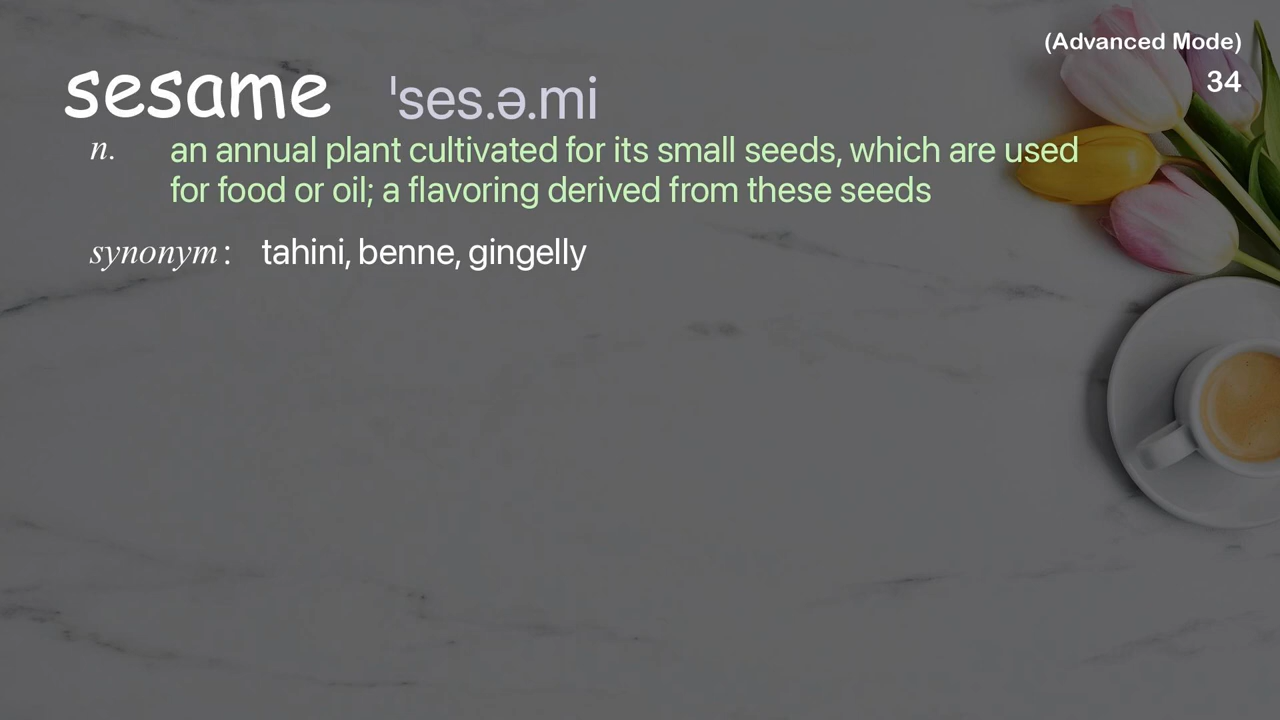 (Advanced Mode)
34
sesame ˈses.ə.mi
n. an annual plant cultivated for its small seeds, which are used
for food or oil; a flavoring derived from these seeds
synonym : tahini, benne, gingelly